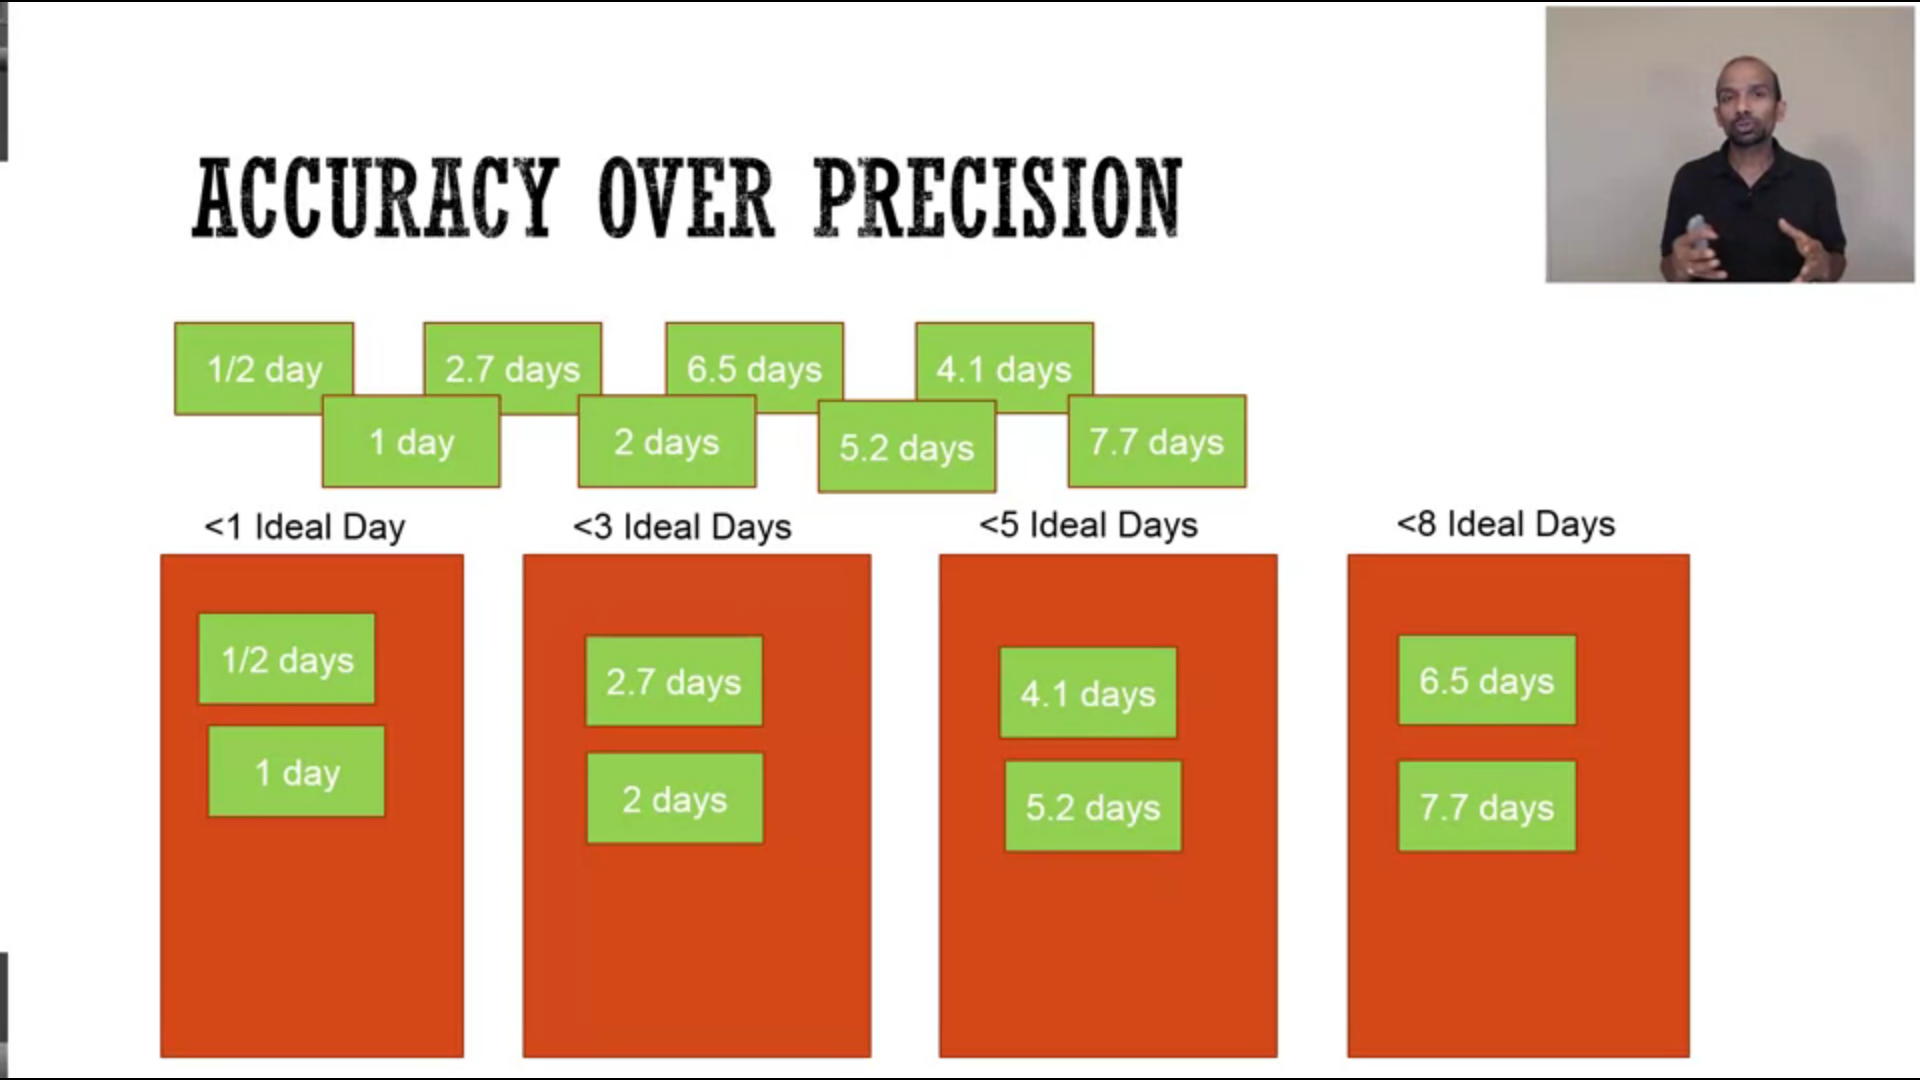 ACCURACY OVER PRECISION
1/2 day
2.7 days
6.5 days
4.1 days
1 day
2 days
5.2 days
7.7 days
<1 Ideal Day
<3 Ideal Days
<5 Ideal Days
<8 Ideal Days
1/2 days
1 day
2.7 days
2 days
4.1 days
5.2 days
6.5 days
7.7 days